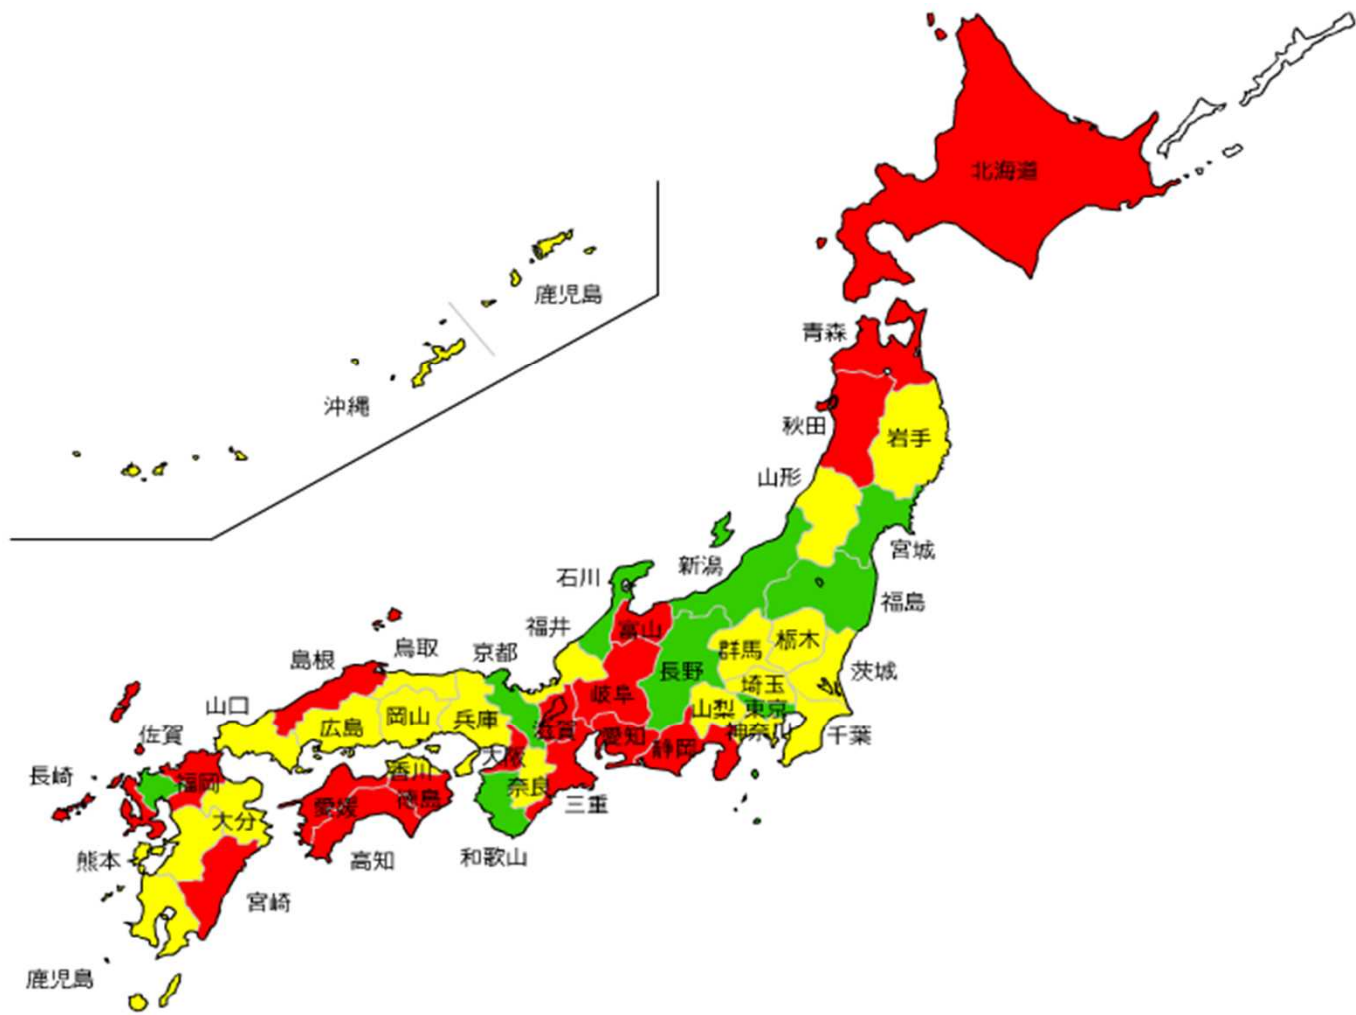 北海道
青森
秋田
岩手
山形
宮城
新潟
福島
石川
富山
福井
長野
群馬
栃木
茨城
埼玉
山梨
東京
神奈川
千葉
岐阜
愛知
静岡
滋賀
三重
京都
大阪
奈良
和歌山
兵庫
鳥取
島根
岡山
広島
山口
香川
徳島
愛媛
高知
佐賀
福岡
長崎
大分
熊本
宮崎
鹿児島
沖縄
鹿児島